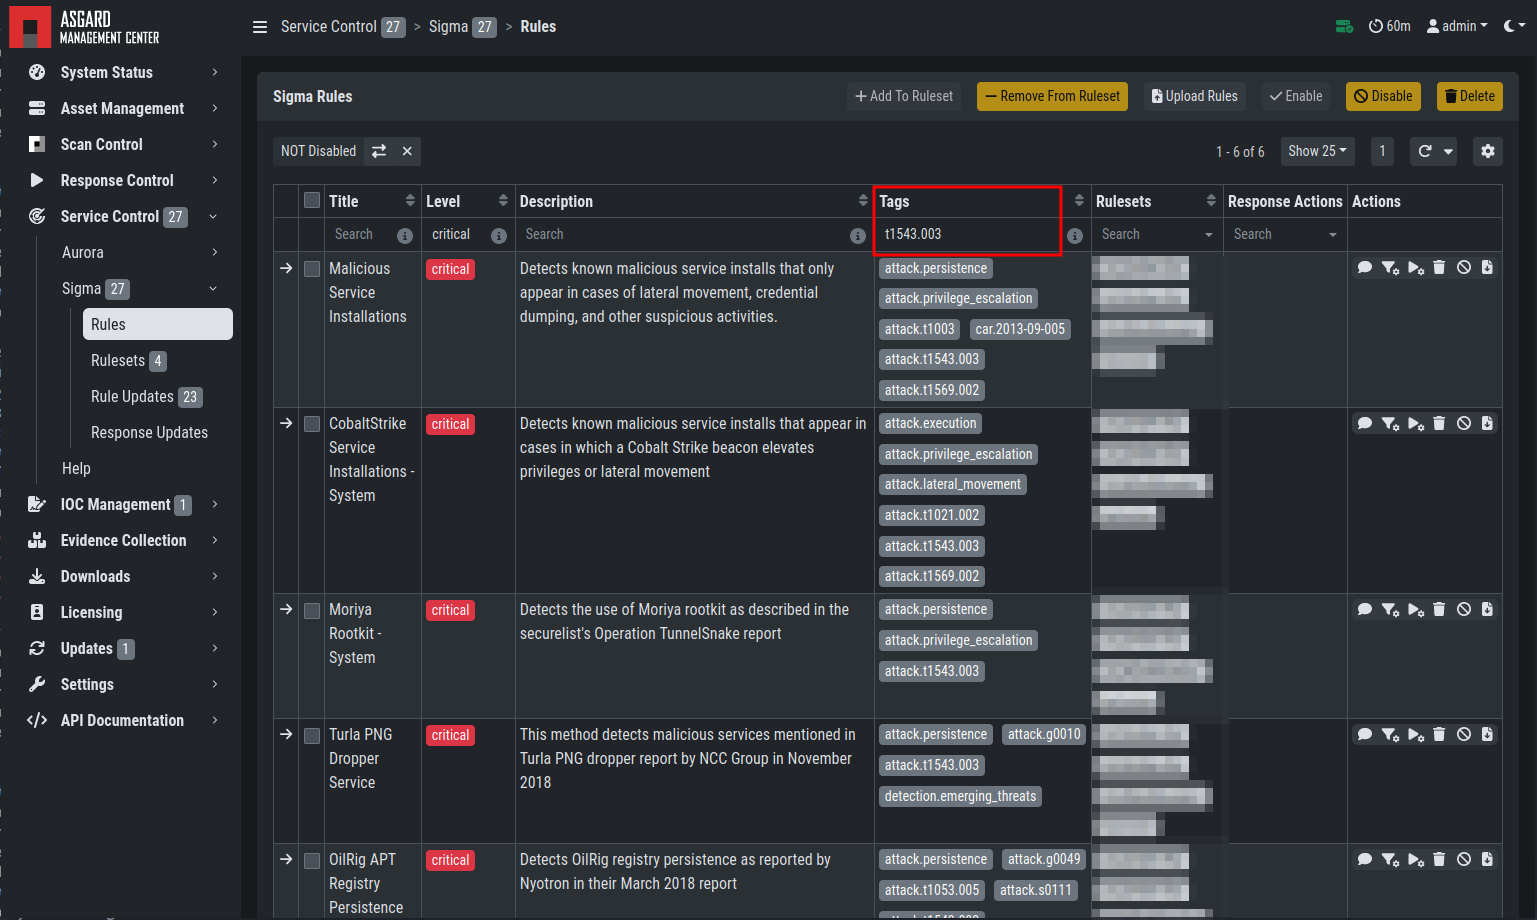 ASGARD
MANAGEMENT CENTER
Service Control 27 > Sigma 27 > Rules
60m
admin
System Status
Asset Management
Scan Control
Response Control
Service Control 27
Aurora
Sigma 27
Rules
Rulesets 4
Rule Updates 23
Response Updates
Help
IOC Management 1
Evidence Collection
Downloads
Licensing
Updates 1
Settings
API Documentation
Sigma Rules
Add To Ruleset
Remove From Ruleset
Upload Rules
Enable
Disable
Delete
NOT Disabled
1 - 6 of 6
Show 25
1
Title Level Description Tags Rulesets Response Actions Actions
Search critical Search t1543.003 Search Search
Malicious
Service
Installations
critical
Detects known malicious service installs that only
appear in cases of lateral movement, credential
dumping, and other suspicious activities.
attack.persistence
attack.privilege_escalation
attack.t1003 car.2013-09-005
attack.t1543.003
attack.t1569.002
CobaltStrike
Service
Installations -
System
critical
Detects known malicious service installs that appear in
cases in which a Cobalt Strike beacon elevates
privileges or lateral movement
attack.execution
attack.privilege_escalation
attack.lateral_movement
attack.t1021.002
attack.t1543.003
attack.t1569.002
Moriya
Rootkit -
System
critical
Detects the use of Moriya rootkit as described in the
securelist's Operation TunnelSnake report
attack.persistence
attack.privilege_escalation
attack.t1543.003
Turla PNG
Dropper
Service
critical
This method detects malicious services mentioned in
Turla PNG dropper report by NCC Group in November
2018
attack.persistence attack.g0010
attack.t1543.003
detection.emerging_threats
OilRig APT
Registry
Persistence
critical
Detects OilRig registry persistence as reported by
Nyotron in their March 2018 report
attack.persistence attack.g0049
attack.t1053.005 attack.s0111